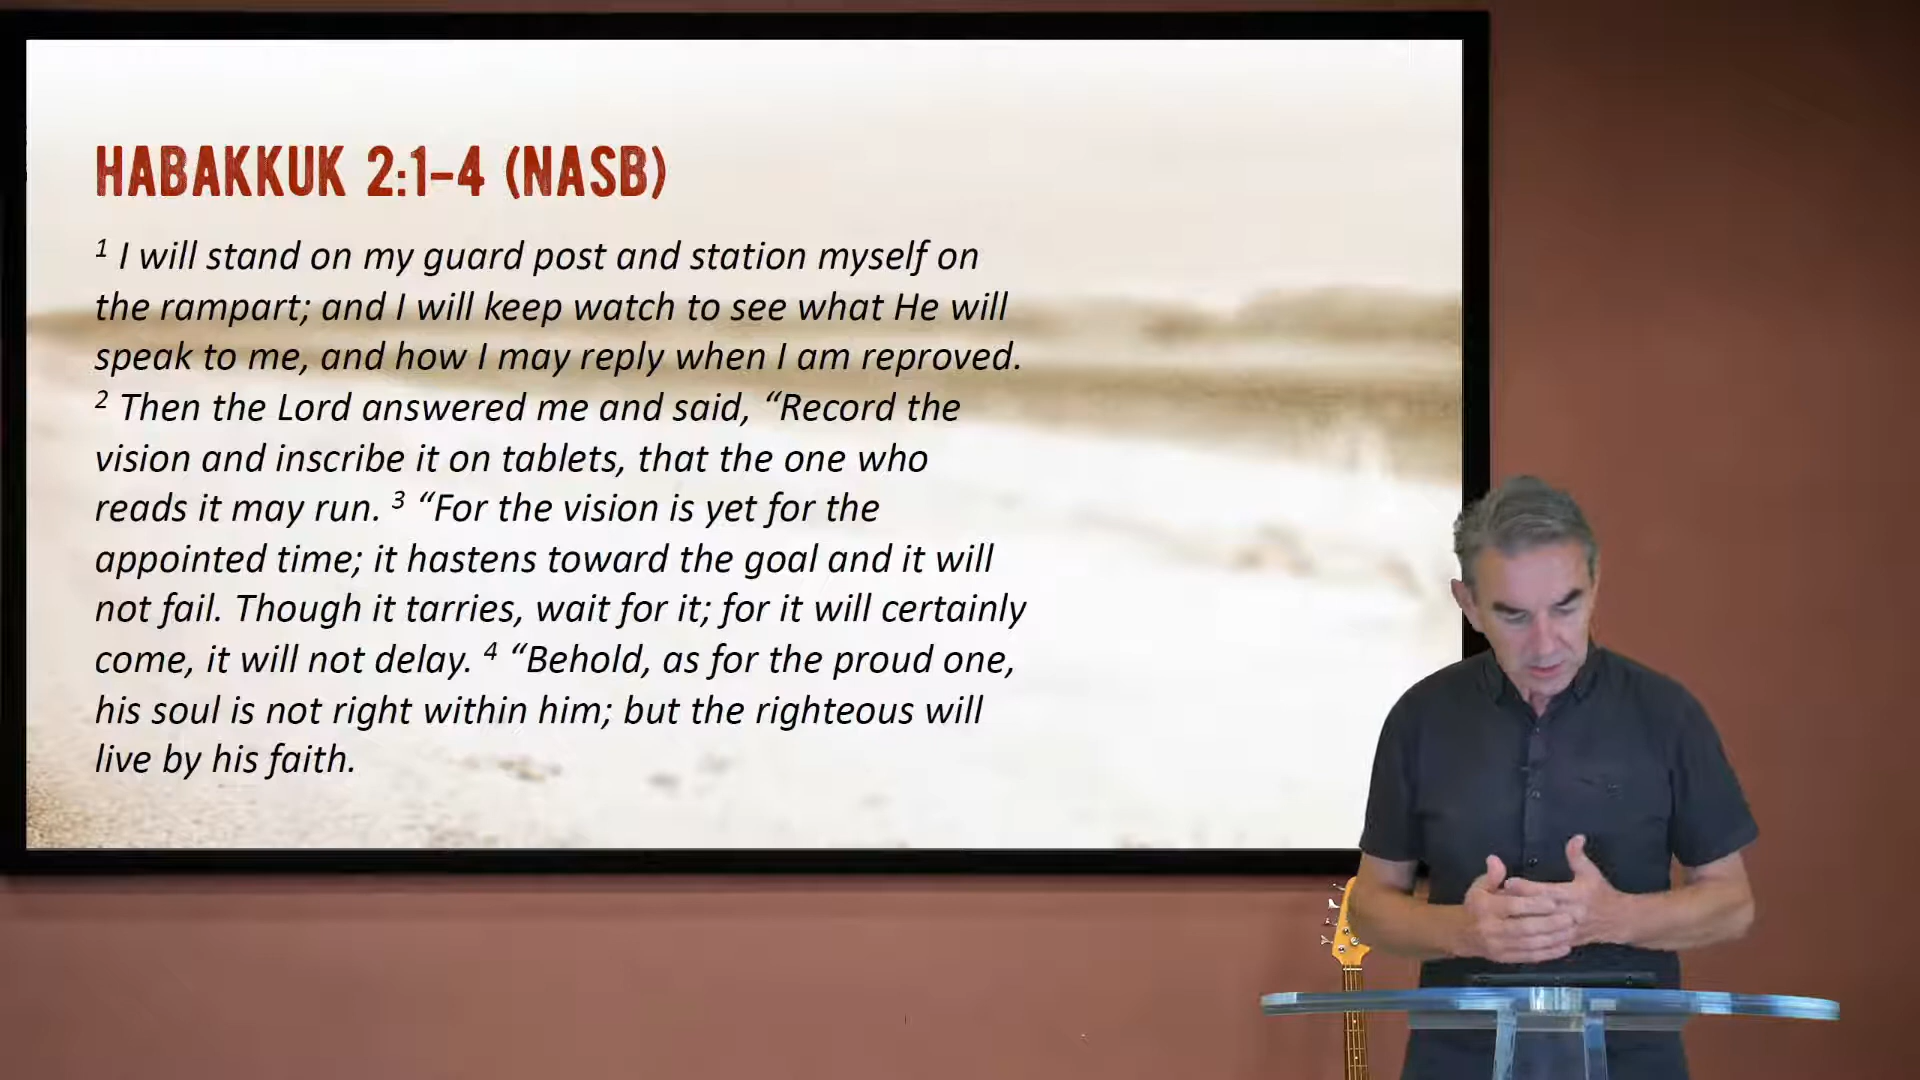 HABAKKUK 2:1–4 (NASB)
1 I will stand on my guard post and station myself on
the rampart; and I will keep watch to see what He will
speak to me, and how I may reply when I am reproved.
2 Then the Lord answered me and said, “Record the
vision and inscribe it on tablets, that the one who
reads it may run. 3 “For the vision is yet for the
appointed time; it hastens toward the goal and it will
not fail. Though it tarries, wait for it; for it will certainly
come, it will not delay. 4 “Behold, as for the proud one,
his soul is not right within him; but the righteous will
live by his faith.